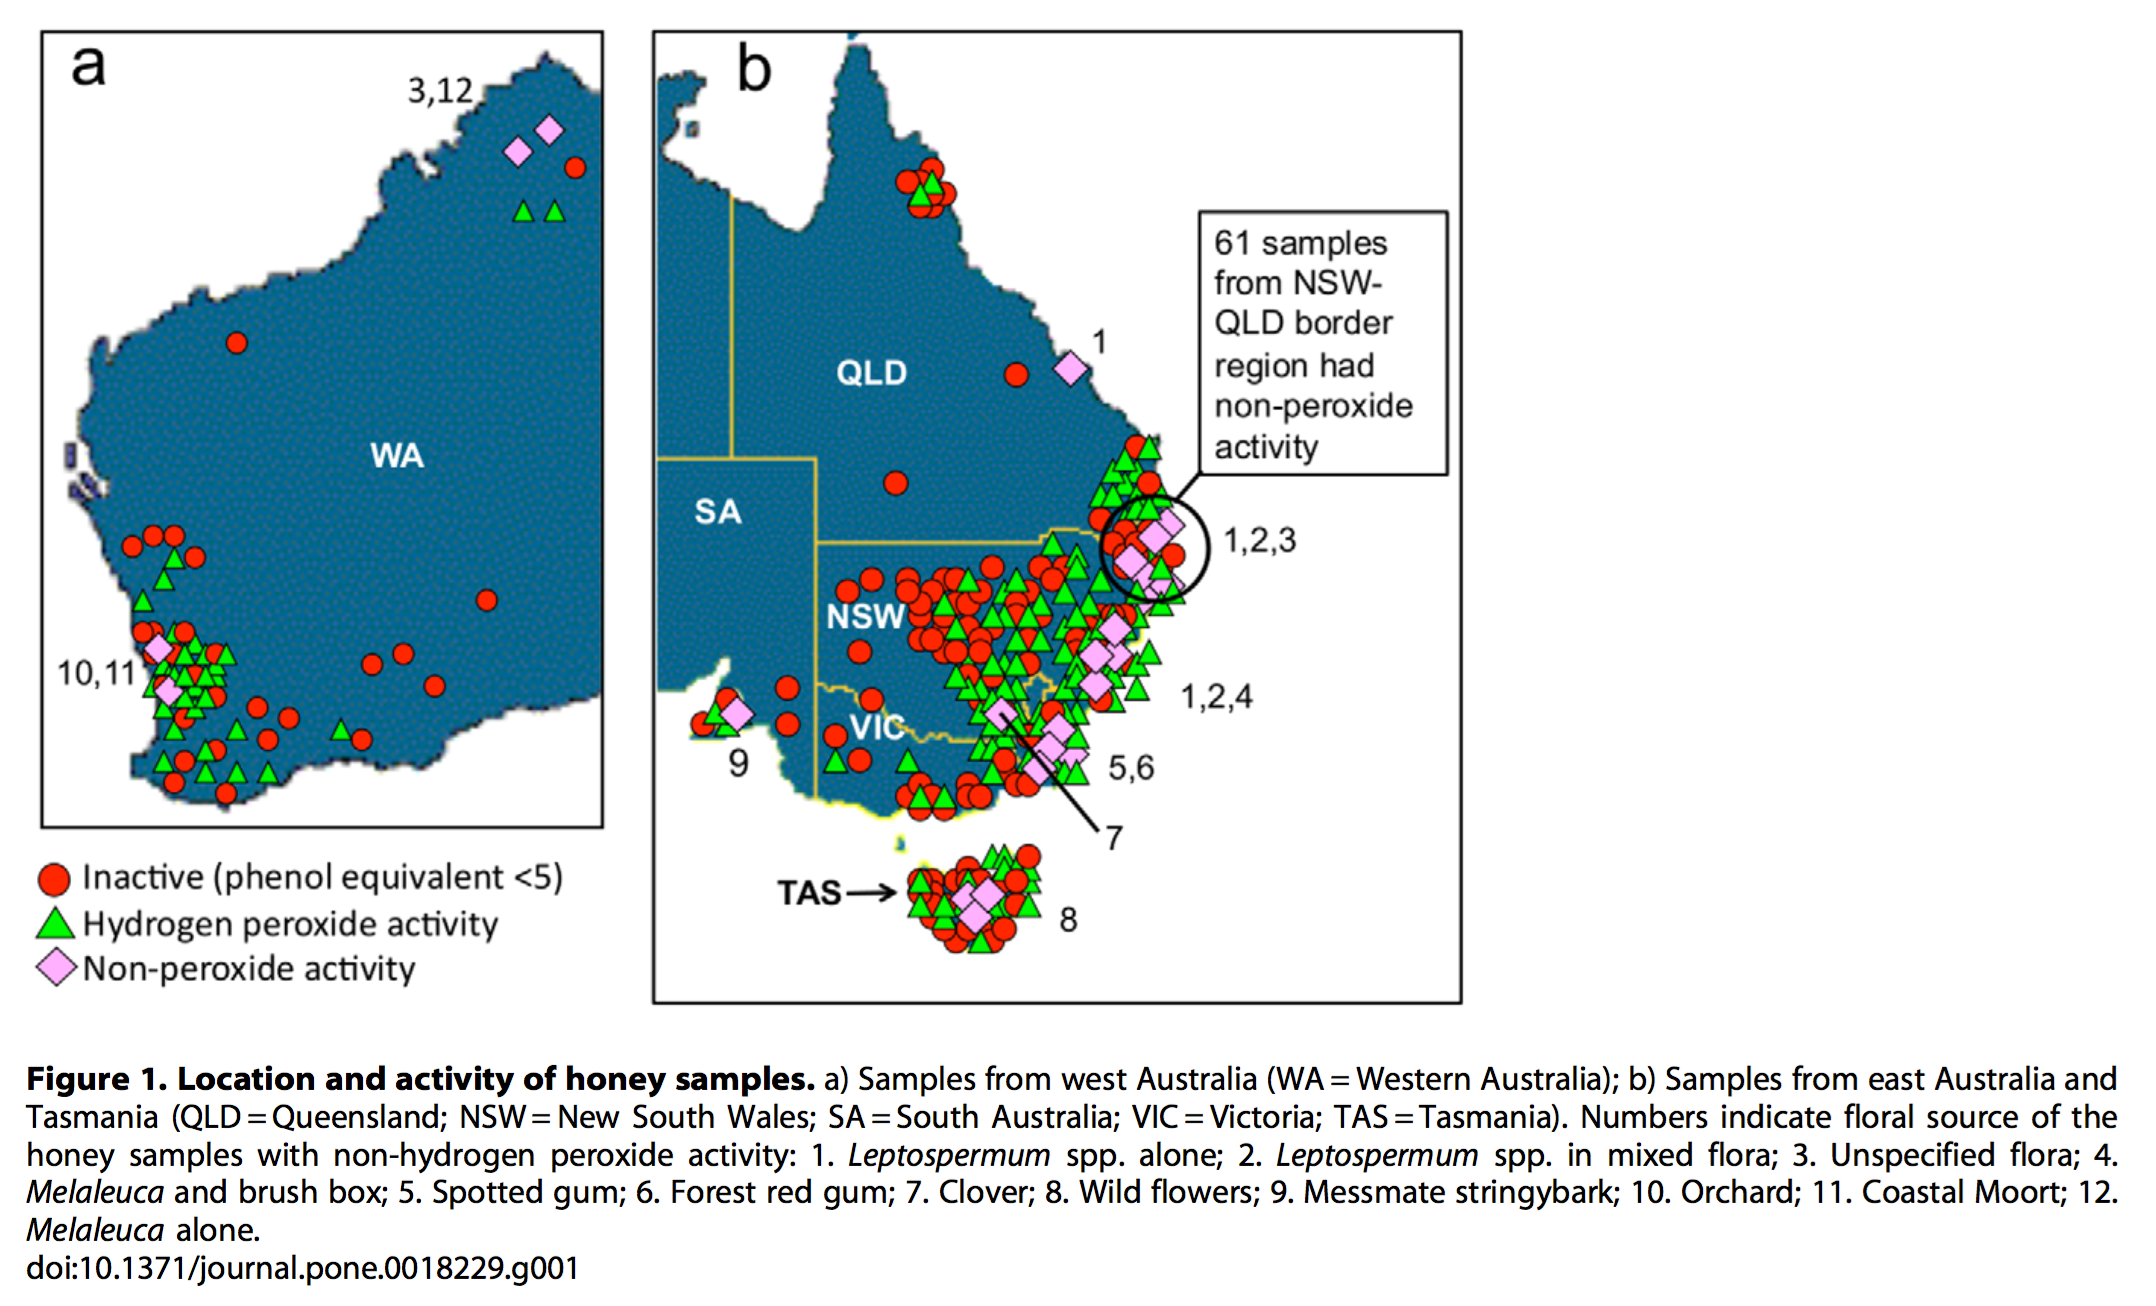 a
3,12
WA
10,11
b
61 samples
from NSW-
QLD border
region had
non-peroxide
activity
1
QLD
SA
1,2,3
NSW
1,2,4
VIC
9
5,6
7
TAS
8
Inactive (phenol equivalent <5)
Hydrogen peroxide activity
Non-peroxide activity
Figure 1. Location and activity of honey samples. a) Samples from west Australia (WA = Western Australia); b) Samples from east Australia and
Tasmania (QLD = Queensland; NSW = New South Wales; SA = South Australia; VIC = Victoria; TAS = Tasmania). Numbers indicate floral source of the
honey samples with non-hydrogen peroxide activity: 1. Leptospermum spp. alone; 2. Leptospermum spp. in mixed flora; 3. Unspecified flora; 4.
Melaleuca and brush box; 5. Spotted gum; 6. Forest red gum; 7. Clover; 8. Wild flowers; 9. Messmate stringybark; 10. Orchard; 11. Coastal Moort; 12.
Melaleuca alone.
doi:10.1371/journal.pone.0018229.g001